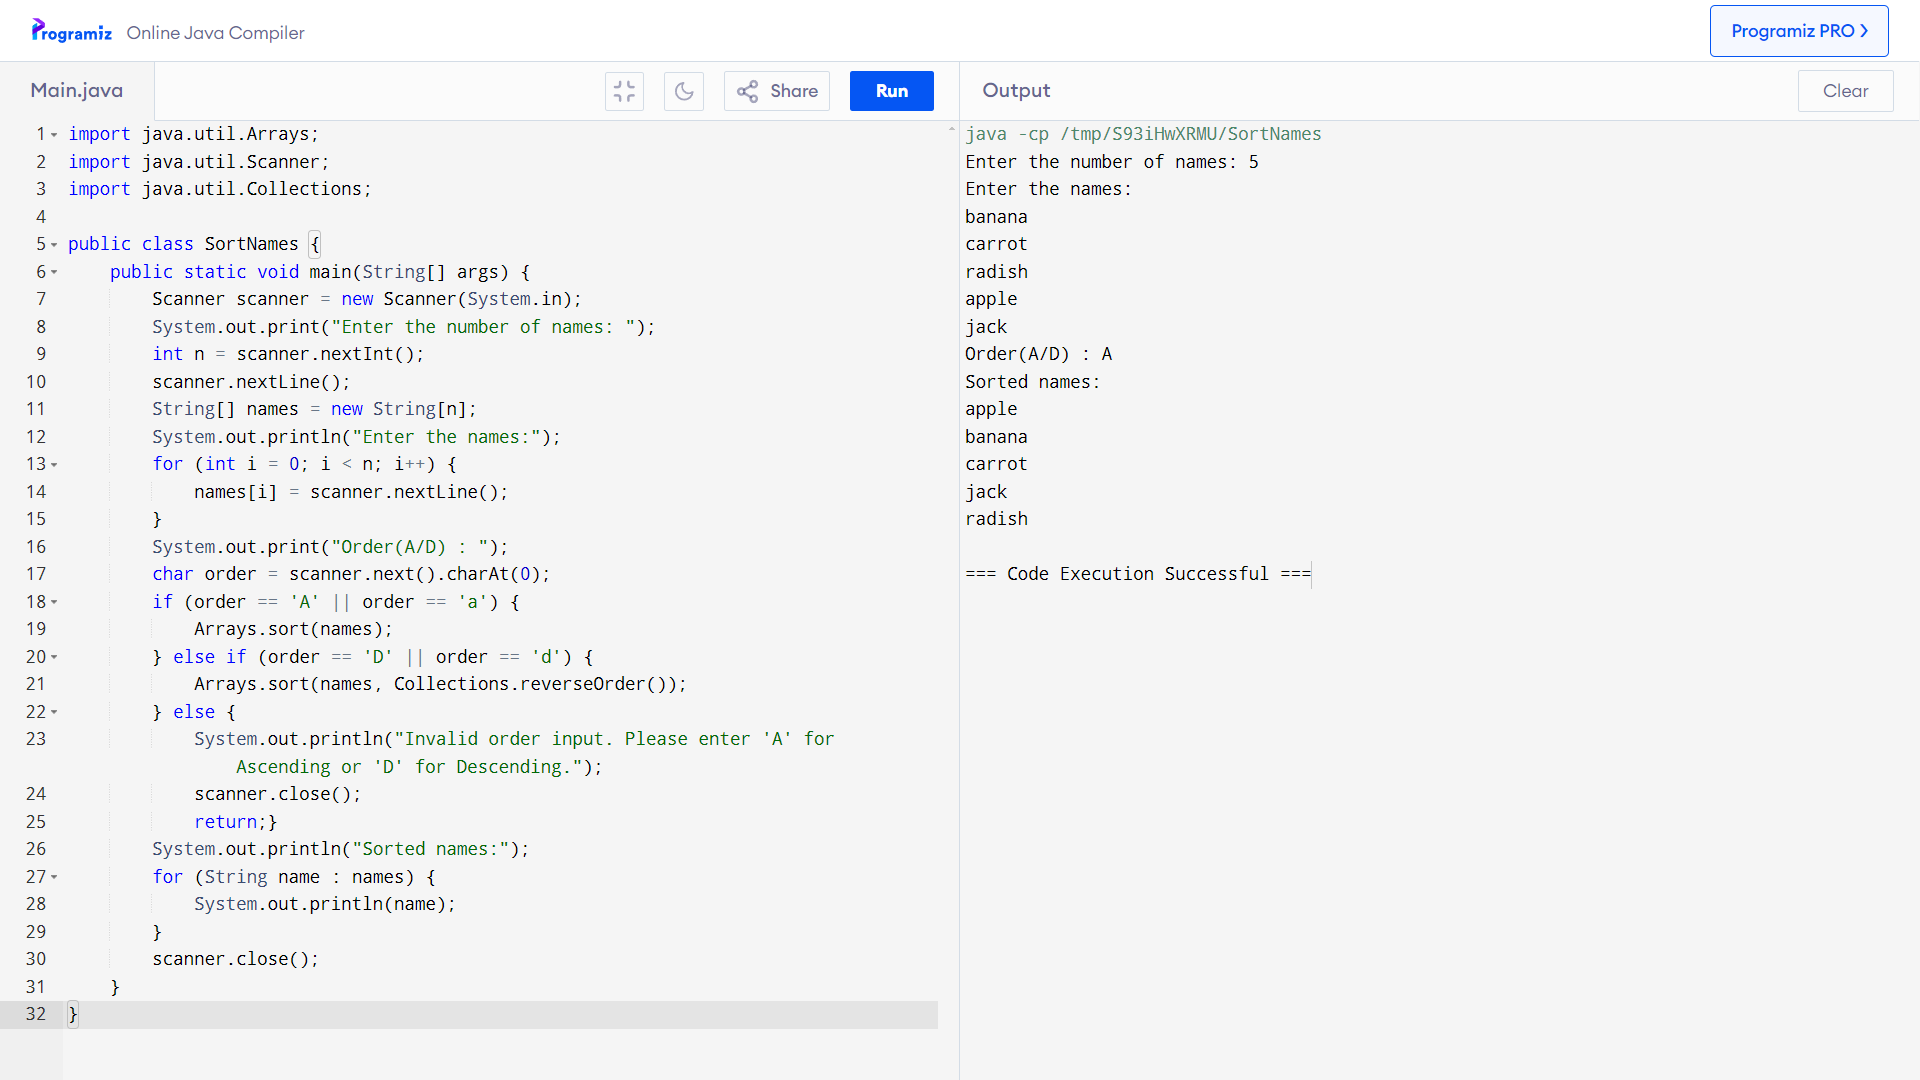 Programiz Online Java Compiler
Programiz PRO
Main.java
Share
Run
Output
Clear
1 import java.util.Arrays;
2 import java.util.Scanner;
3 import java.util.Collections;
4
5 public class SortNames {
6     public static void main(String[] args) {
7         Scanner scanner = new Scanner(System.in);
8         System.out.print("Enter the number of names: ");
9         int n = scanner.nextInt();
10         scanner.nextLine();
11         String[] names = new String[n];
12         System.out.println("Enter the names:");
13         for (int i = 0; i < n; i++) {
14             names[i] = scanner.nextLine();
15         }
16         System.out.print("Order(A/D) : ");
17         char order = scanner.next().charAt(0);
18         if (order == 'A' || order == 'a') {
19             Arrays.sort(names);
20         } else if (order == 'D' || order == 'd') {
21             Arrays.sort(names, Collections.reverseOrder());
22         } else {
23             System.out.println("Invalid order input. Please enter 'A' for
Ascending or 'D' for Descending.");
24             scanner.close();
25             return;}
26         System.out.println("Sorted names:");
27         for (String name : names) {
28             System.out.println(name);
29         }
30         scanner.close();
31     }
32 }
java -cp /tmp/S93iHwXRMU/SortNames
Enter the number of names: 5
Enter the names:
banana
carrot
radish
apple
jack
Order(A/D) : A
Sorted names:
apple
banana
carrot
jack
radish
=== Code Execution Successful ===